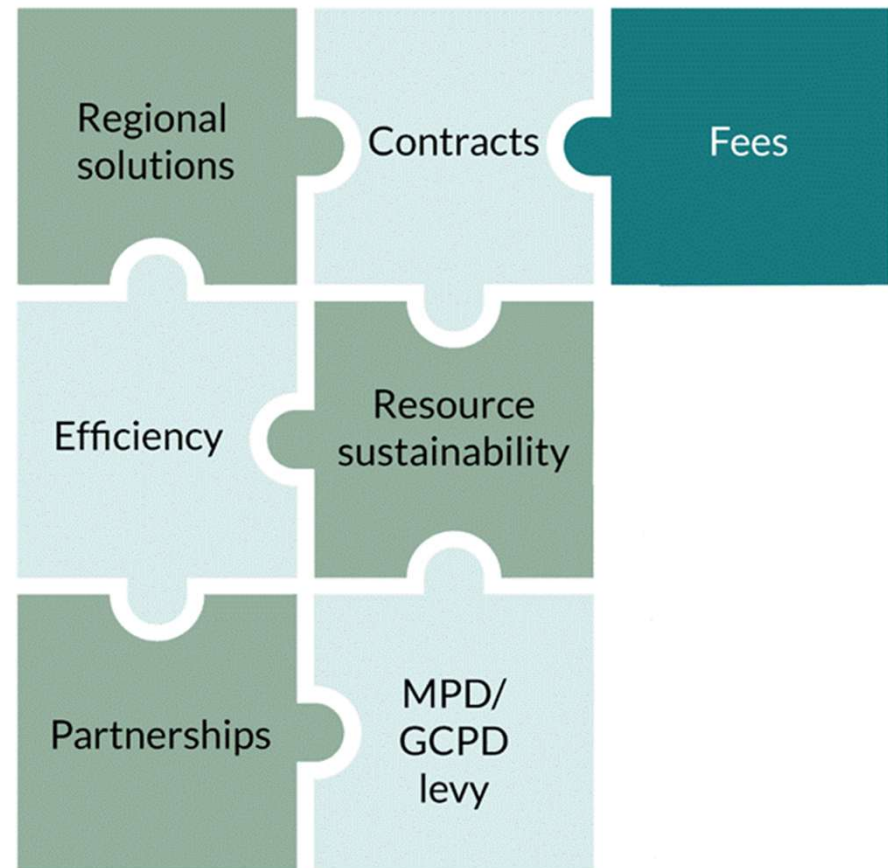 Regional
solutions
Contracts
Fees
Efficiency
Resource
sustainability
Partnerships
MPD/
GCPD
levy